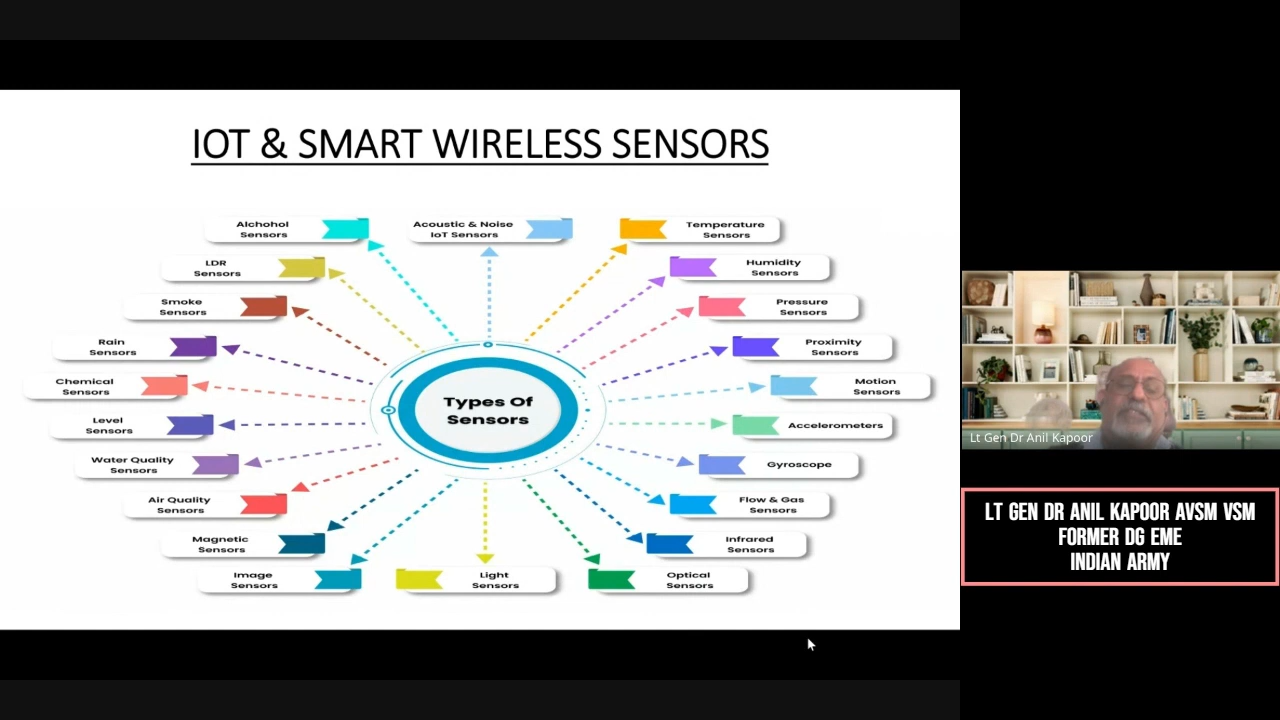 IOT & SMART WIRELESS SENSORS
Alchohol
Sensors
Acoustic & Noise
IoT Sensors
Temperature
Sensors
LDR
Sensors
Humidity
Sensors
Smoke
Sensors
Pressure
Sensors
Rain
Sensors
Proximity
Sensors
Chemical
Sensors
Motion
Sensors
Types Of
Sensors
Level
Sensors
Accelerometers
Water Quality
Sensors
Gyroscope
Air Quality
Sensors
Flow & Gas
Sensors
Magnetic
Sensors
Infrared
Sensors
Image
Sensors
Light
Sensors
Optical
Sensors
Lt Gen Dr Anil Kapoor
LT GEN DR ANIL KAPOOR AVSM VSM
FORMER DG EME
INDIAN ARMY